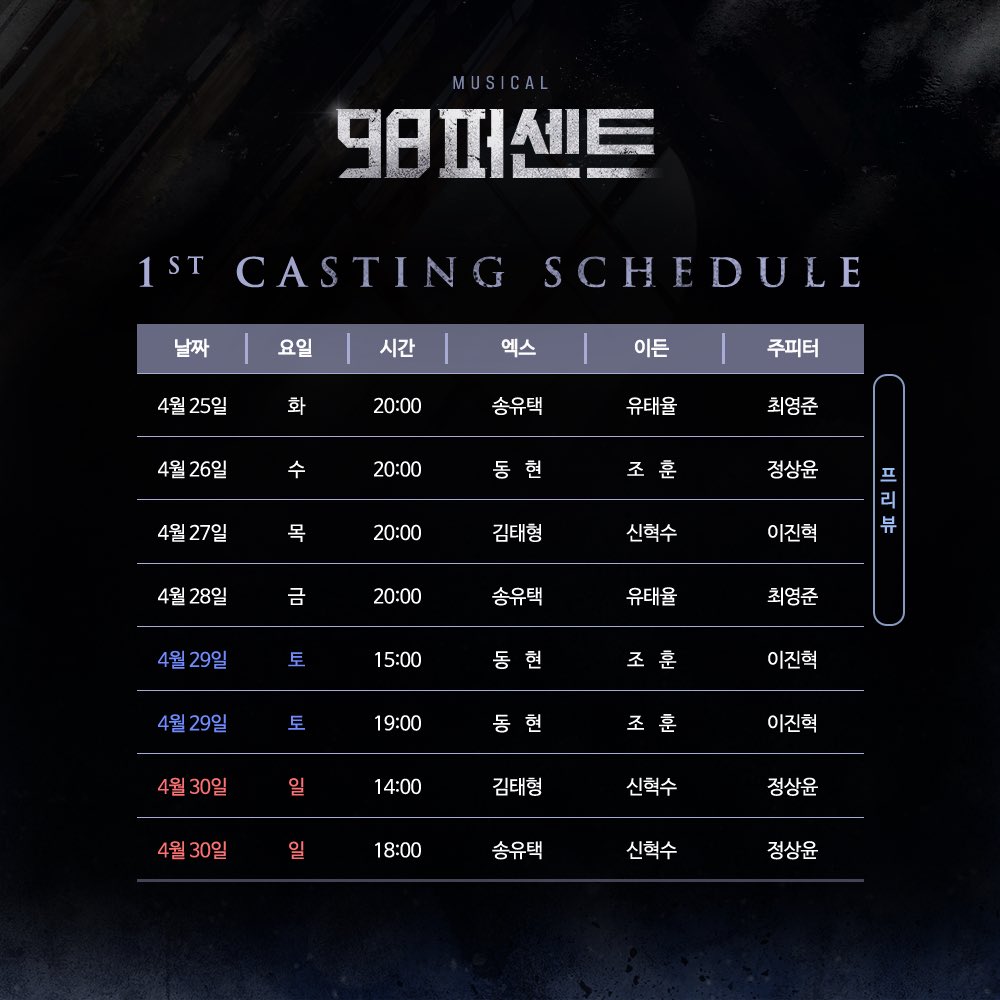 MUSICAL
98퍼센트
1ST CASTING SCHEDULE
날짜 요일 시간 엑스 이든 주피터
4월 25일 화 20:00 송유택 유태율 최영준
4월 26일 수 20:00 동 현 조 훈 정상윤
4월 27일 목 20:00 김태형 신혁수 이진혁
4월 28일 금 20:00 송유택 유태율 최영준
4월 29일 토 15:00 동 현 조 훈 이진혁
4월 29일 토 19:00 동 현 조 훈 이진혁
4월 30일 일 14:00 김태형 신혁수 정상윤
4월 30일 일 18:00 송유택 신혁수 정상윤
프리뷰